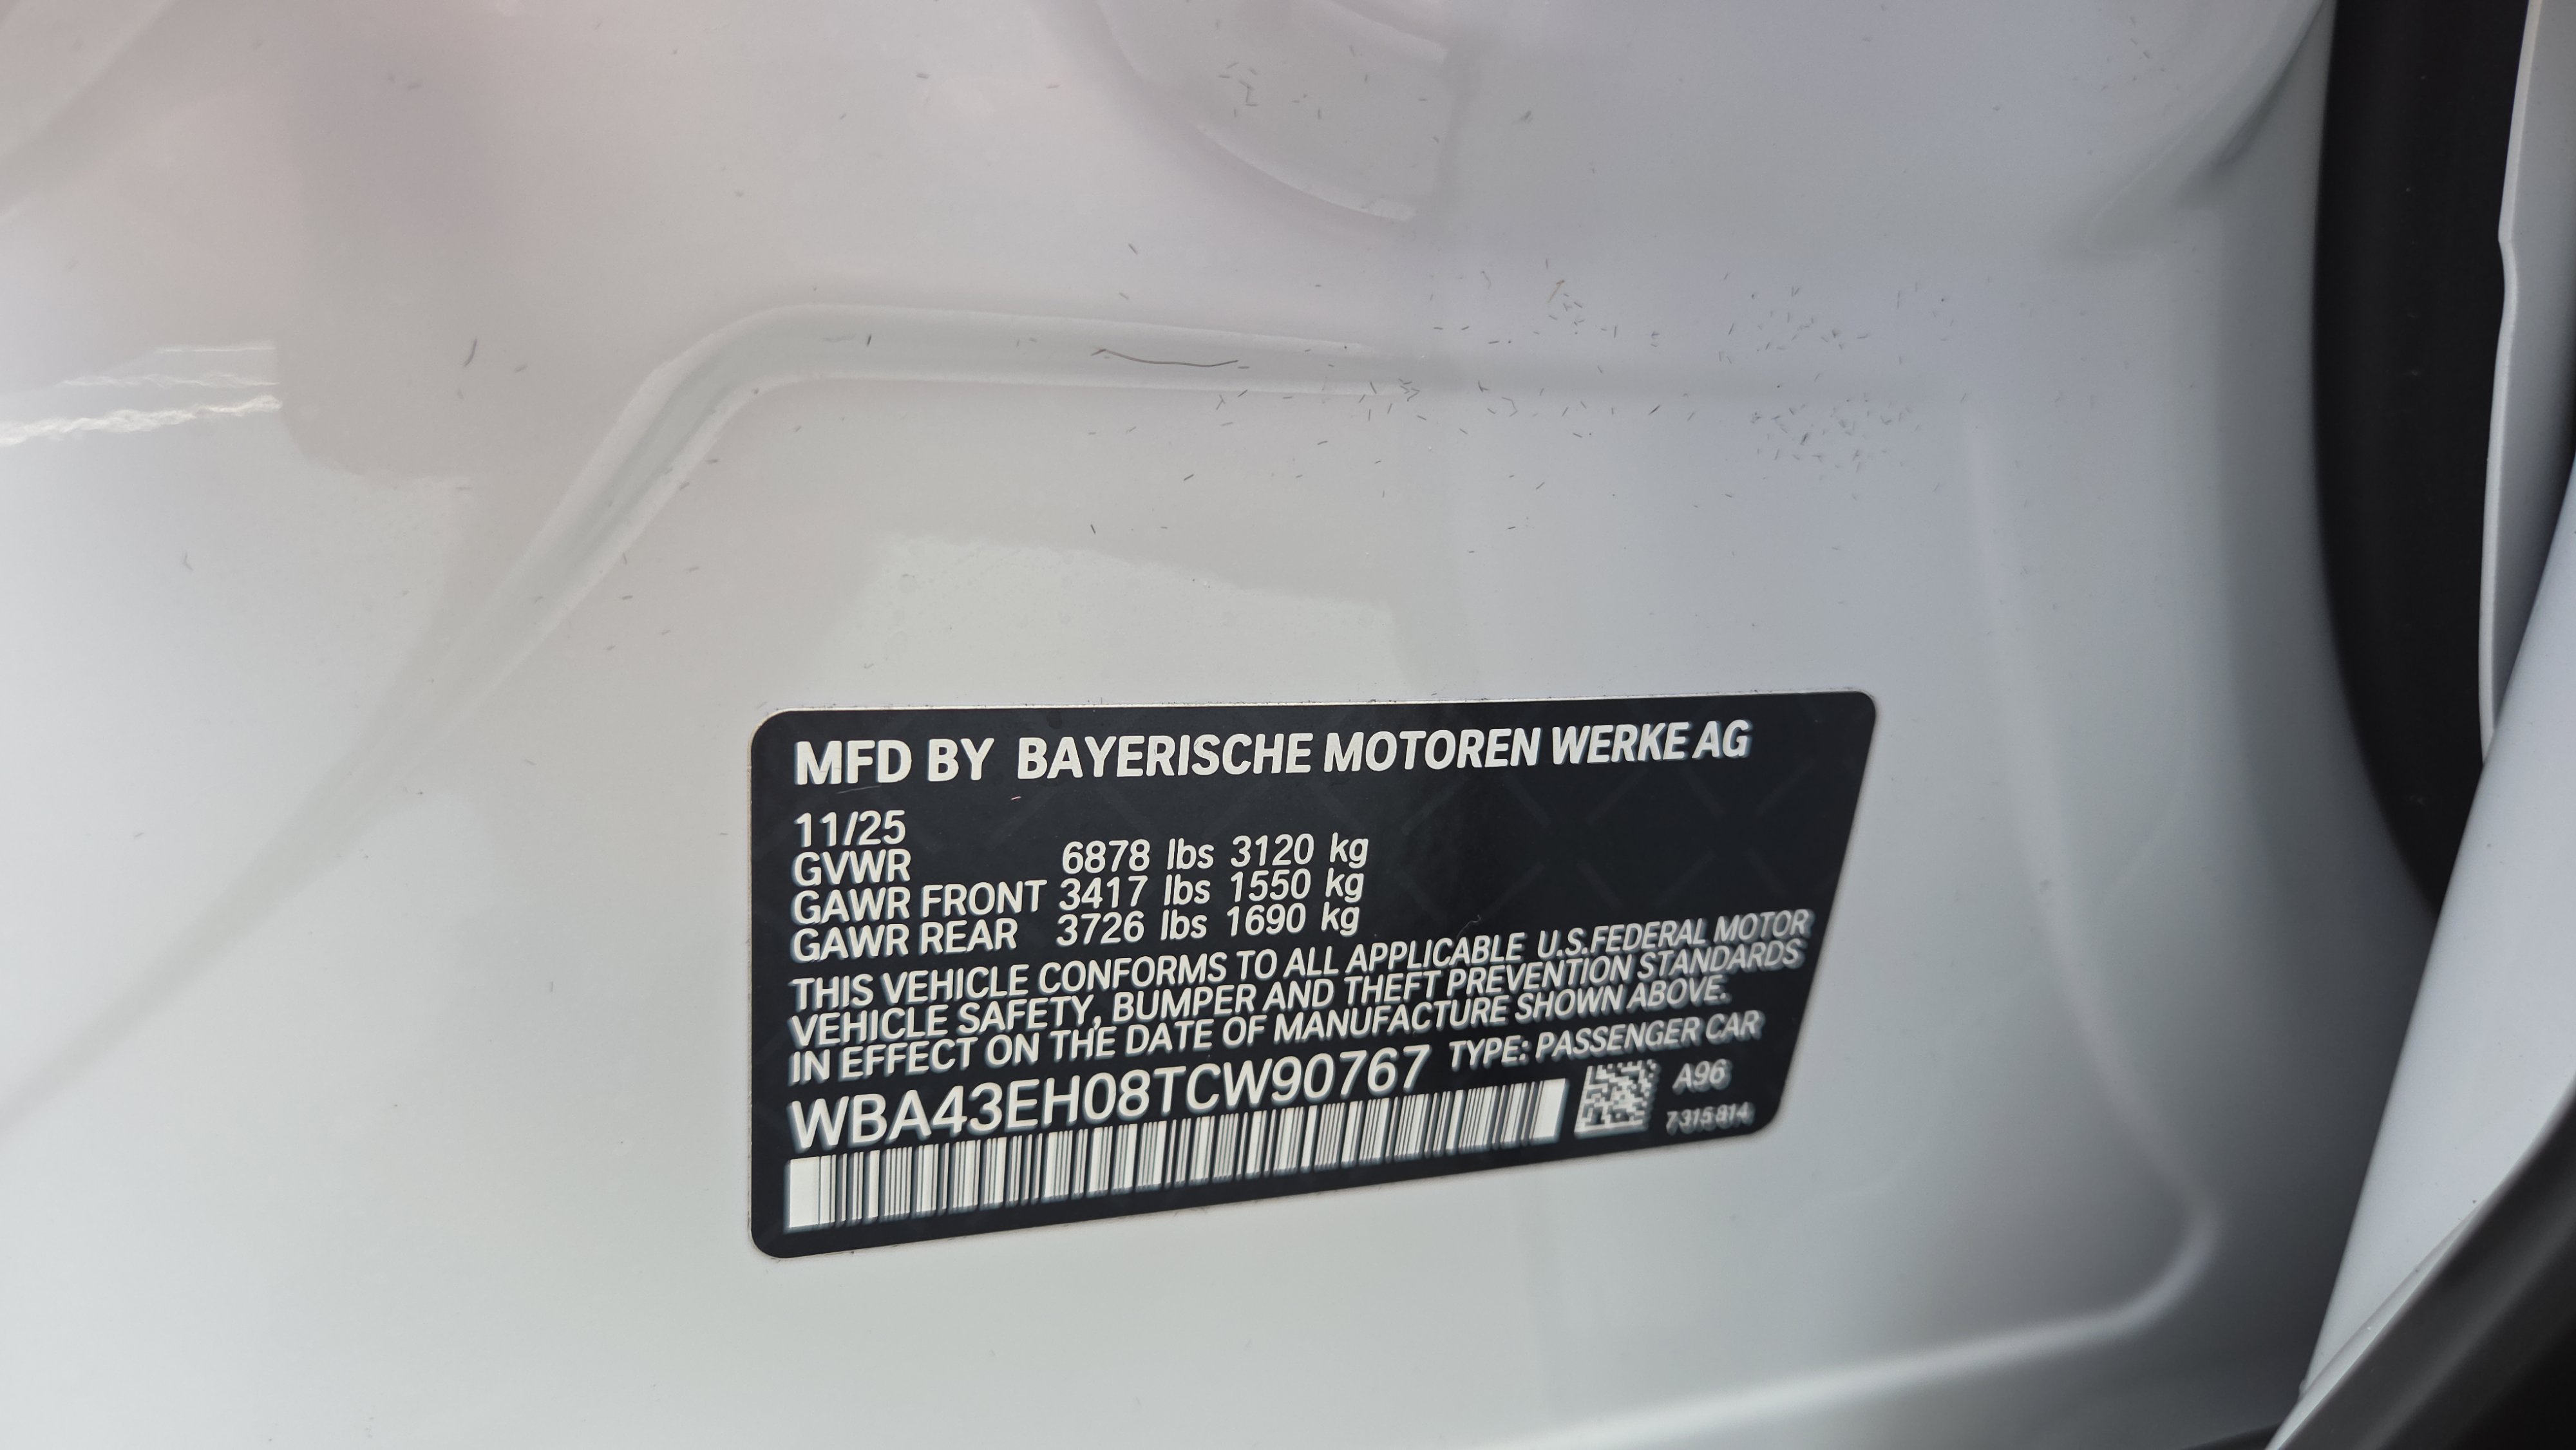 MFD BY BAYERISCHE MOTOREN WERKE AG
11/25
GVWR 6878 lbs 3120 kg
GAWR FRONT 3417 lbs 1550 kg
GAWR REAR 3726 lbs 1690 kg
THIS VEHICLE CONFORMS TO ALL APPLICABLE U.S.FEDERAL MOTOR
VEHICLE SAFETY, BUMPER AND THEFT PREVENTION STANDARDS
IN EFFECT ON THE DATE OF MANUFACTURE SHOWN ABOVE.
WBA43EH08TCW90767 TYPE: PASSENGER CAR
A96
7315814